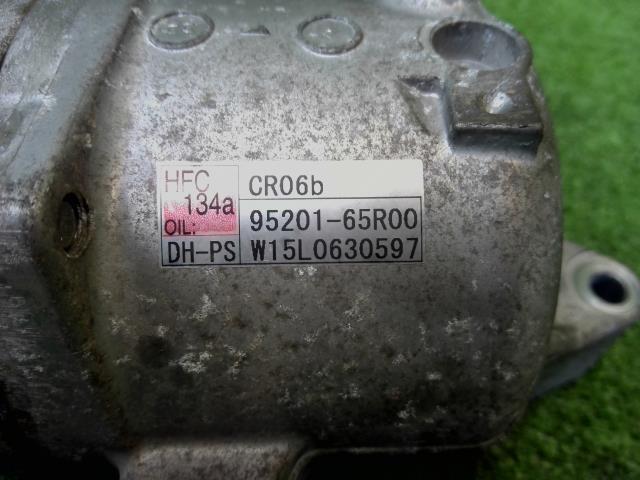 HFC
134a
OIL:
DH-PS
CR06b
95201-65R00
W15L0630597